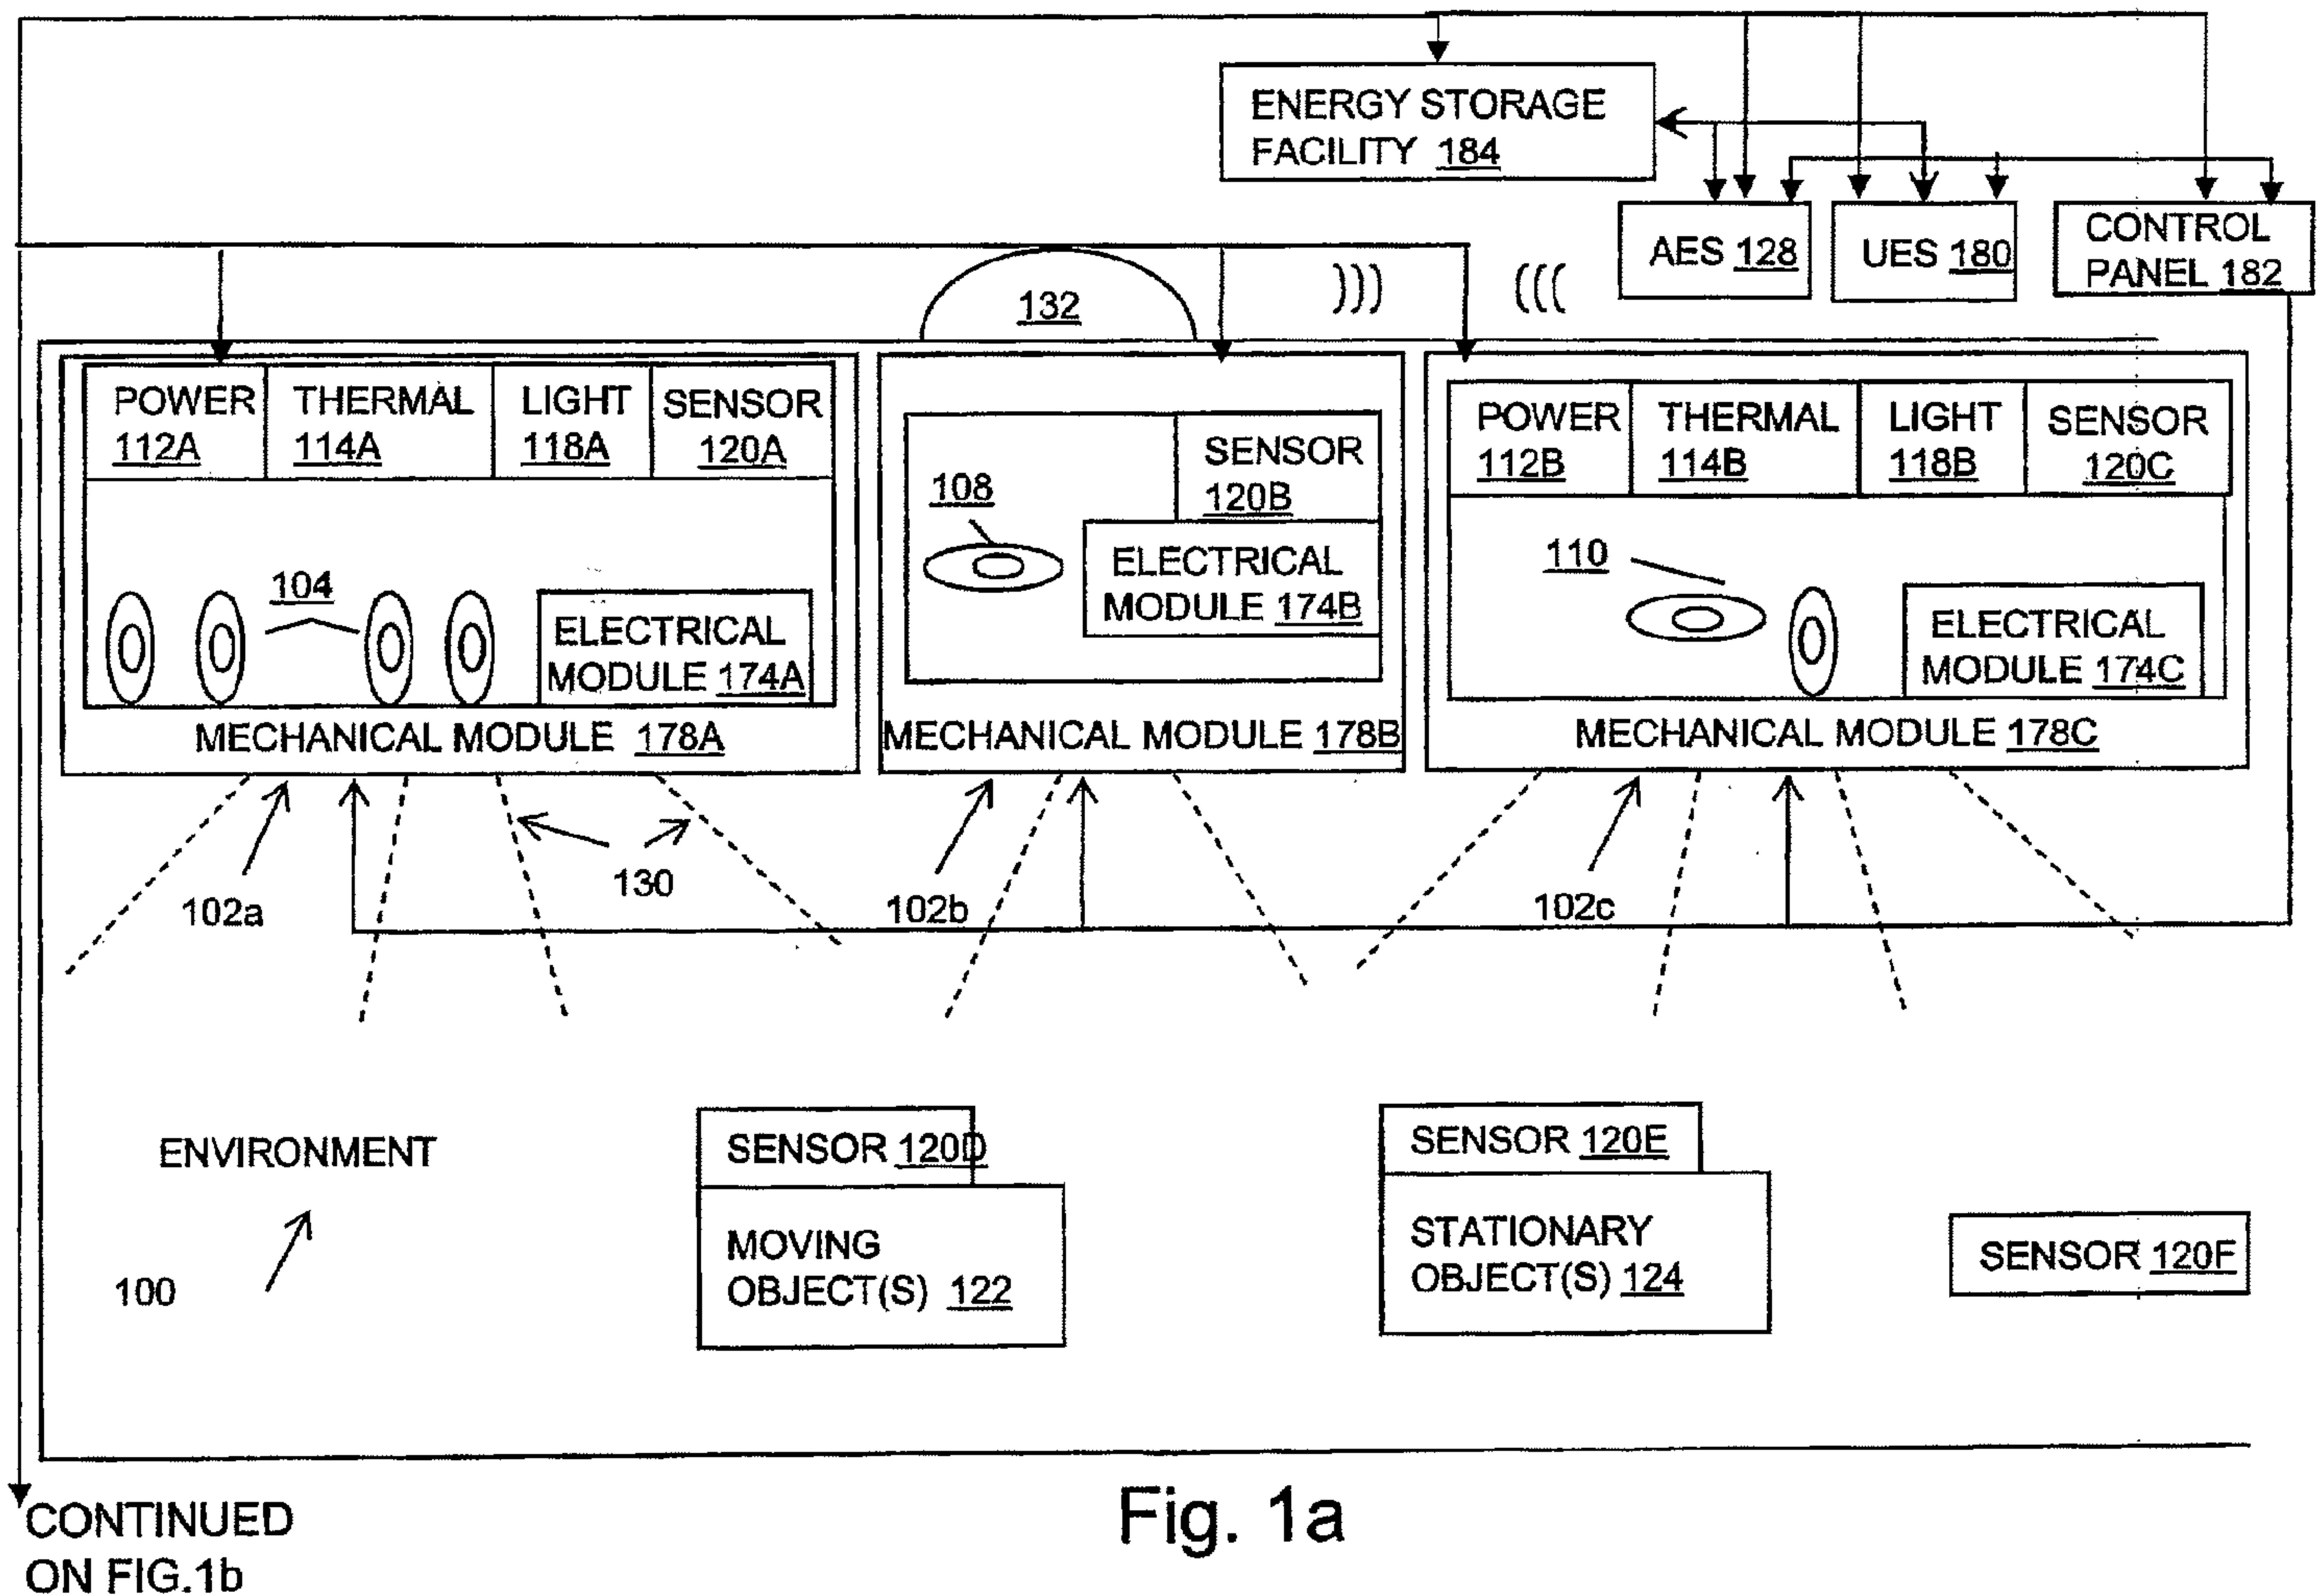 ENERGY STORAGE
FACILITY 184
AES 128
UES 180
CONTROL
PANEL 182
132
))) (((
POWER
112A
THERMAL
114A
LIGHT
118A
SENSOR
120A
104
ELECTRICAL
MODULE 174A
MECHANICAL MODULE 178A
108
SENSOR
120B
ELECTRICAL
MODULE 174B
MECHANICAL MODULE 178B
POWER
112B
THERMAL
114B
LIGHT
118B
SENSOR
120C
110
ELECTRICAL
MODULE 174C
MECHANICAL MODULE 178C
102a
130
102b
102c
ENVIRONMENT
100
SENSOR 120D
MOVING
OBJECT(S) 122
SENSOR 120E
STATIONARY
OBJECT(S) 124
SENSOR 120F
CONTINUED
ON FIG.1b
Fig. 1a